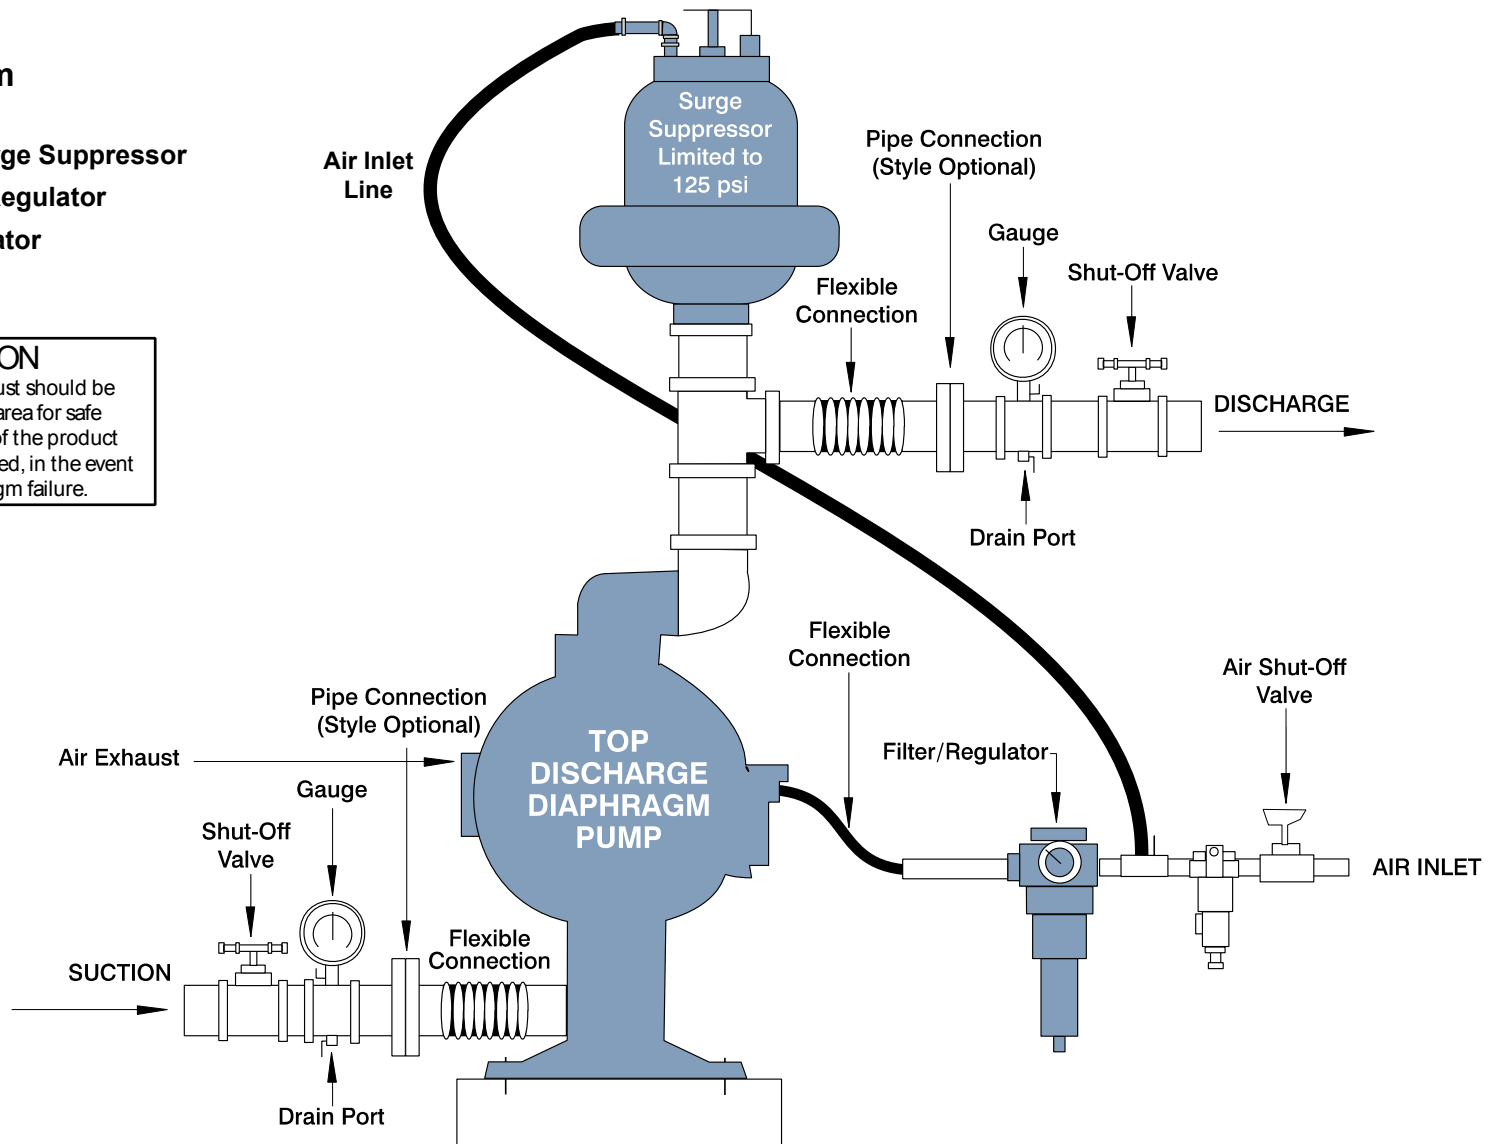 Surge Suppressor
ON
ust should be
area for safe
of the product
ed, in the event
gm failure.
Air Inlet
Line
Surge
Suppressor
Limited to
125 psi
Pipe Connection
(Style Optional)
Gauge
Shut-Off Valve
Flexible
Connection
DISCHARGE
Drain Port
Flexible
Connection
Air Shut-Off
Valve
Filter/Regulator
AIR INLET
Pipe Connection
(Style Optional)
Air Exhaust
TOP
DISCHARGE
DIAPHRAGM
PUMP
Gauge
Shut-Off
Valve
Flexible
Connection
SUCTION
Drain Port